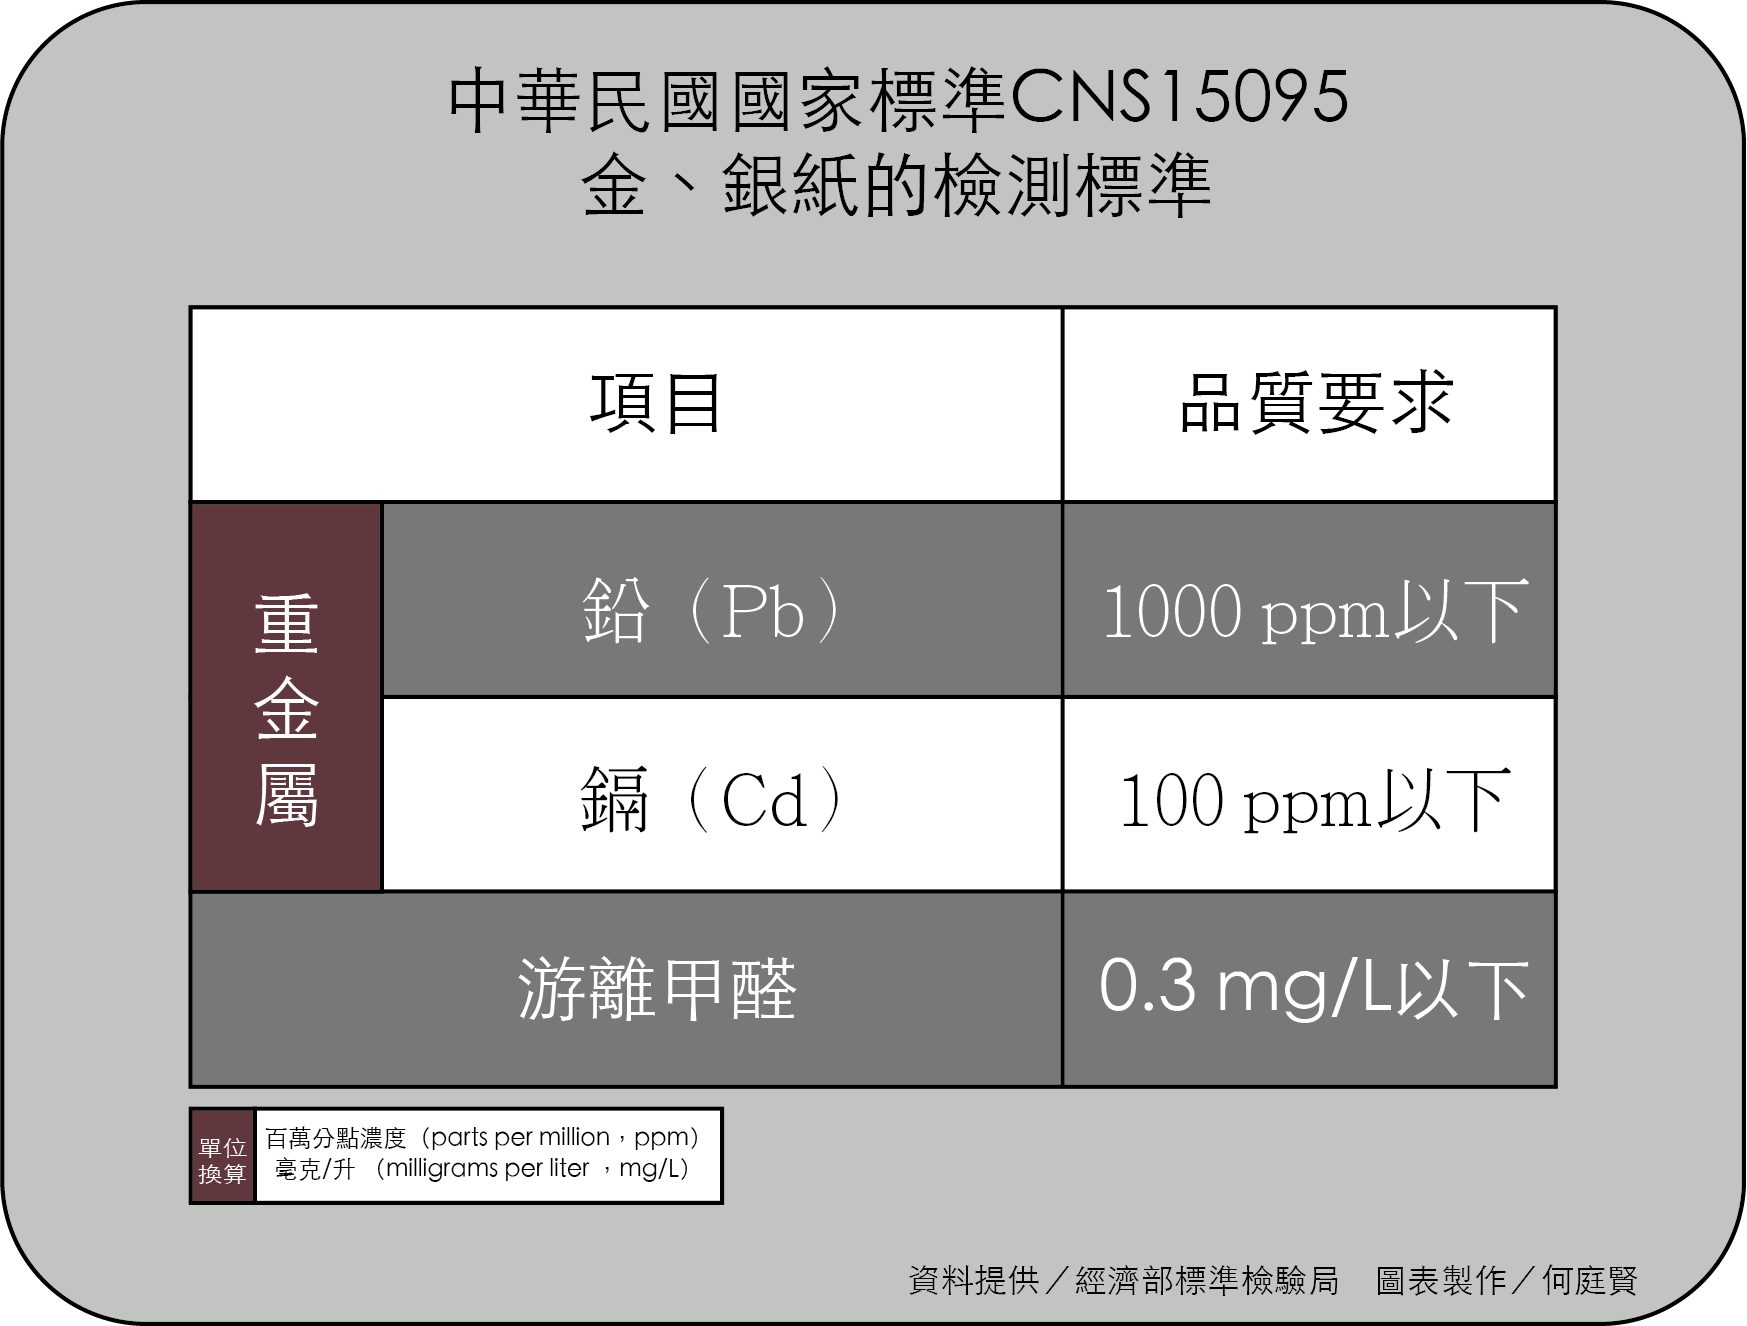 中華民國國家標準CNS15095
金、銀紙的檢測標準
項目
品質要求
重金屬
鉛（Pb）
1000 ppm以下
鎘（Cd）
100 ppm以下
游離甲醛
0.3 mg/L以下
單位
換算
百萬分點濃度（parts per million，ppm）
毫克/升 （milligrams per liter ，mg/L）
資料提供／經濟部標準檢驗局　圖表製作／何庭賢